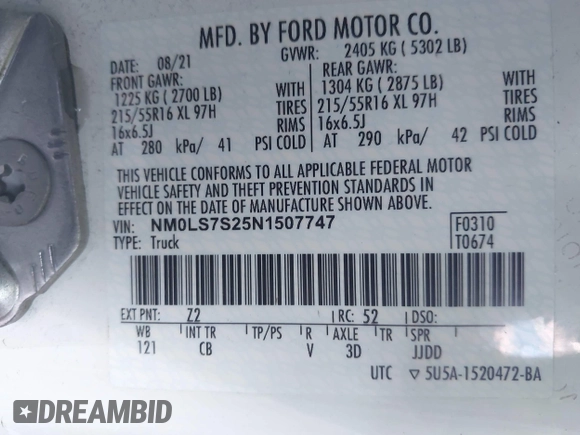 MFD. BY FORD MOTOR CO.
DATE: 08/21 GVWR: 2405 KG ( 5302 LB)
FRONT GAWR: REAR GAWR:
1225 KG ( 2700 LB) WITH 1304 KG ( 2875 LB) WITH
215/55R16 XL 97H TIRES 215/55R16 XL 97H TIRES
16x6.5J RIMS 16x6.5J RIMS
AT 280 kPa/ 41 PSI COLD AT 290 kPa/ 42 PSI COLD
THIS VEHICLE CONFORMS TO ALL APPLICABLE FEDERAL MOTOR
VEHICLE SAFETY AND THEFT PREVENTION STANDARDS IN
EFFECT ON THE DATE OF MANUFACTURE SHOWN ABOVE.
VIN: NM0LS7S25N1507747 F0310
TYPE: Truck T0674
EXT PNT: Z2 RC: 52 DSO:
WB INT TR TP/PS R AXLE TR SPR
121 CB V 3D JJDD
UTC ▽ 5U5A-1520472-BA
DREAMBID